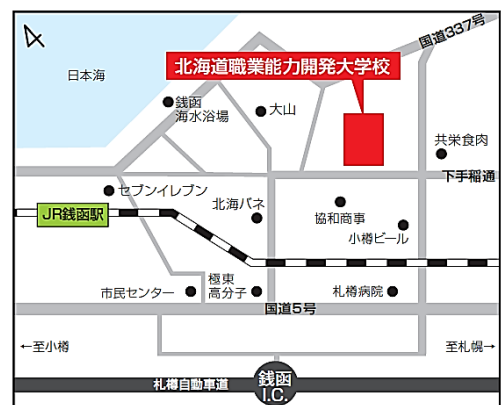 国道337号
日本海
北海道職業能力開発大学校
銭函
海水浴場
大山
共栄食肉
下手稲通
セブンイレブン
JR銭函駅
北海バネ
協和商事
小樽ビール
市民センター
極東
高分子
札樽病院
国道5号
←至小樽
至札幌→
札樽自動車道
銭函
I.C.